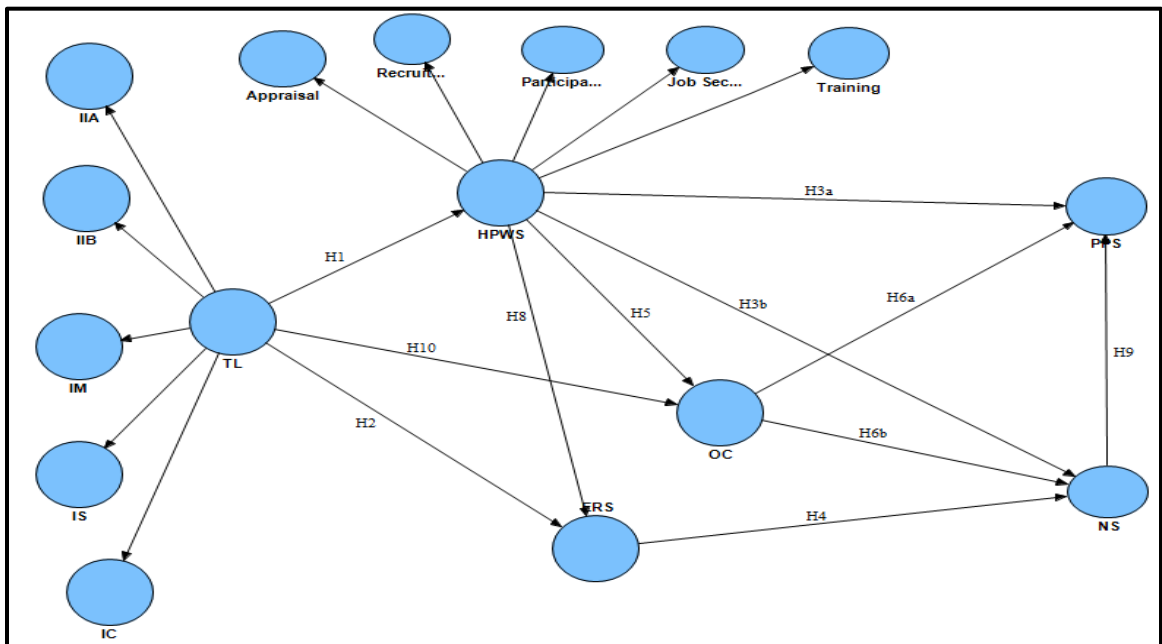 Recruit...
Participa...
Job Sec...
Training
Appraisal
IIA
H3a
HPWS
PPS
IIB
H1
H6a
H3b
H8
H5
H10
H9
IM
TL
H2
H6b
OC
ERS
H4
IS
NS
IC